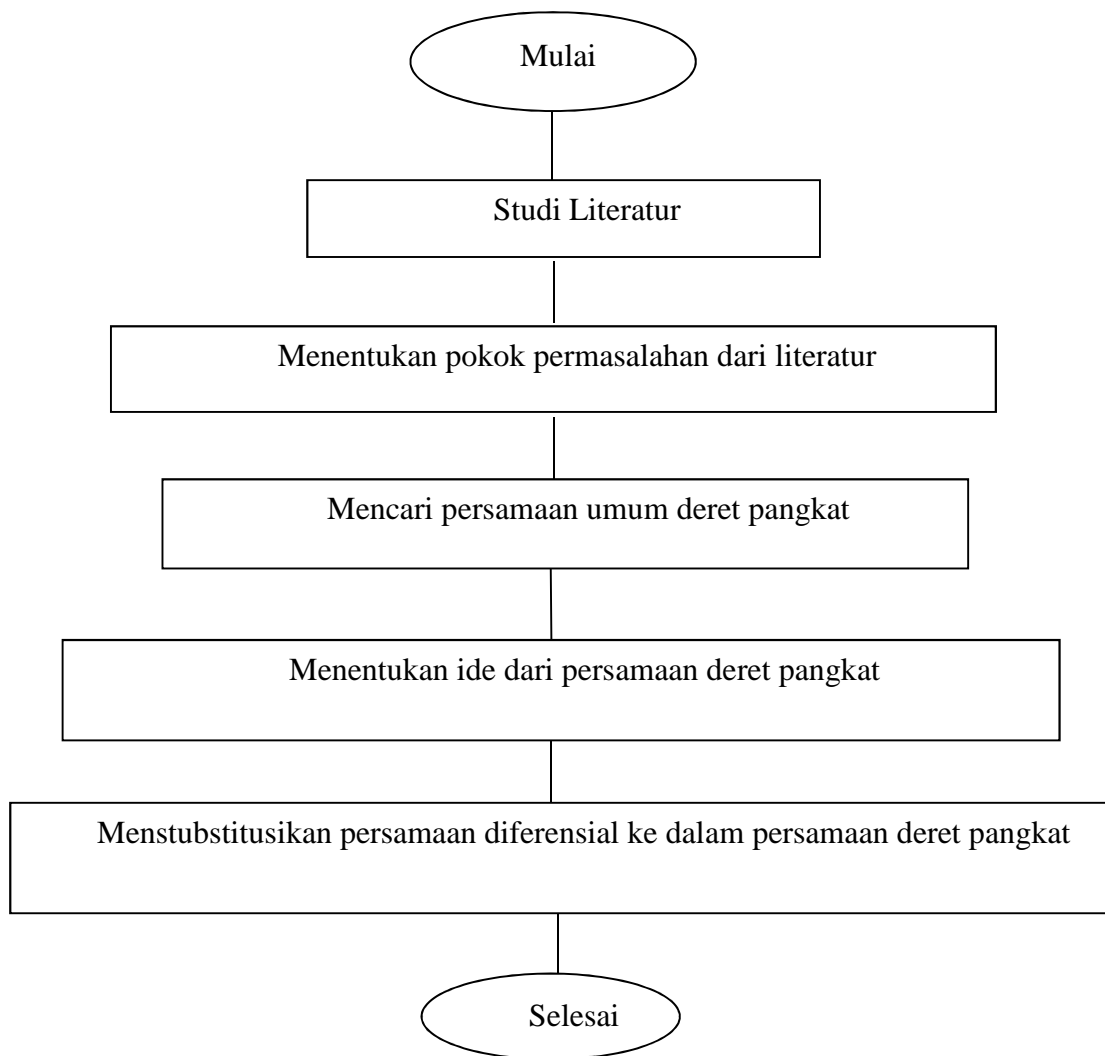 Mulai
Studi Literatur
Menentukan pokok permasalahan dari literatur
Mencari persamaan umum deret pangkat
Menentukan ide dari persamaan deret pangkat
Menstubstitusikan persamaan diferensial ke dalam persamaan deret pangkat
Selesai